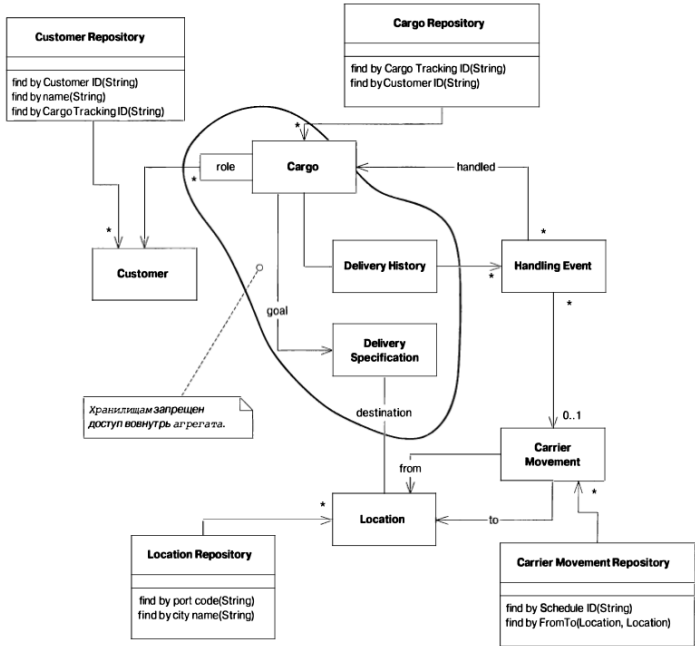 Customer Repository
find by Customer ID(String)
find by name(String)
find by Cargo Tracking ID(String)
Cargo Repository
find by Cargo Tracking ID(String)
find by Customer ID(String)
*
role
*
Cargo
handled
*
*
Customer
Delivery History
*
Handling Event
*
goal
Delivery
Specification
Хранилищам запрещен
доступ вовнутрь агрегата.
destination
0..1
from
Carrier
Movement
*
Location
to
*
Location Repository
find by port code(String)
find by city name(String)
Carrier Movement Repository
find by Schedule ID(String)
find by FromTo(Location, Location)